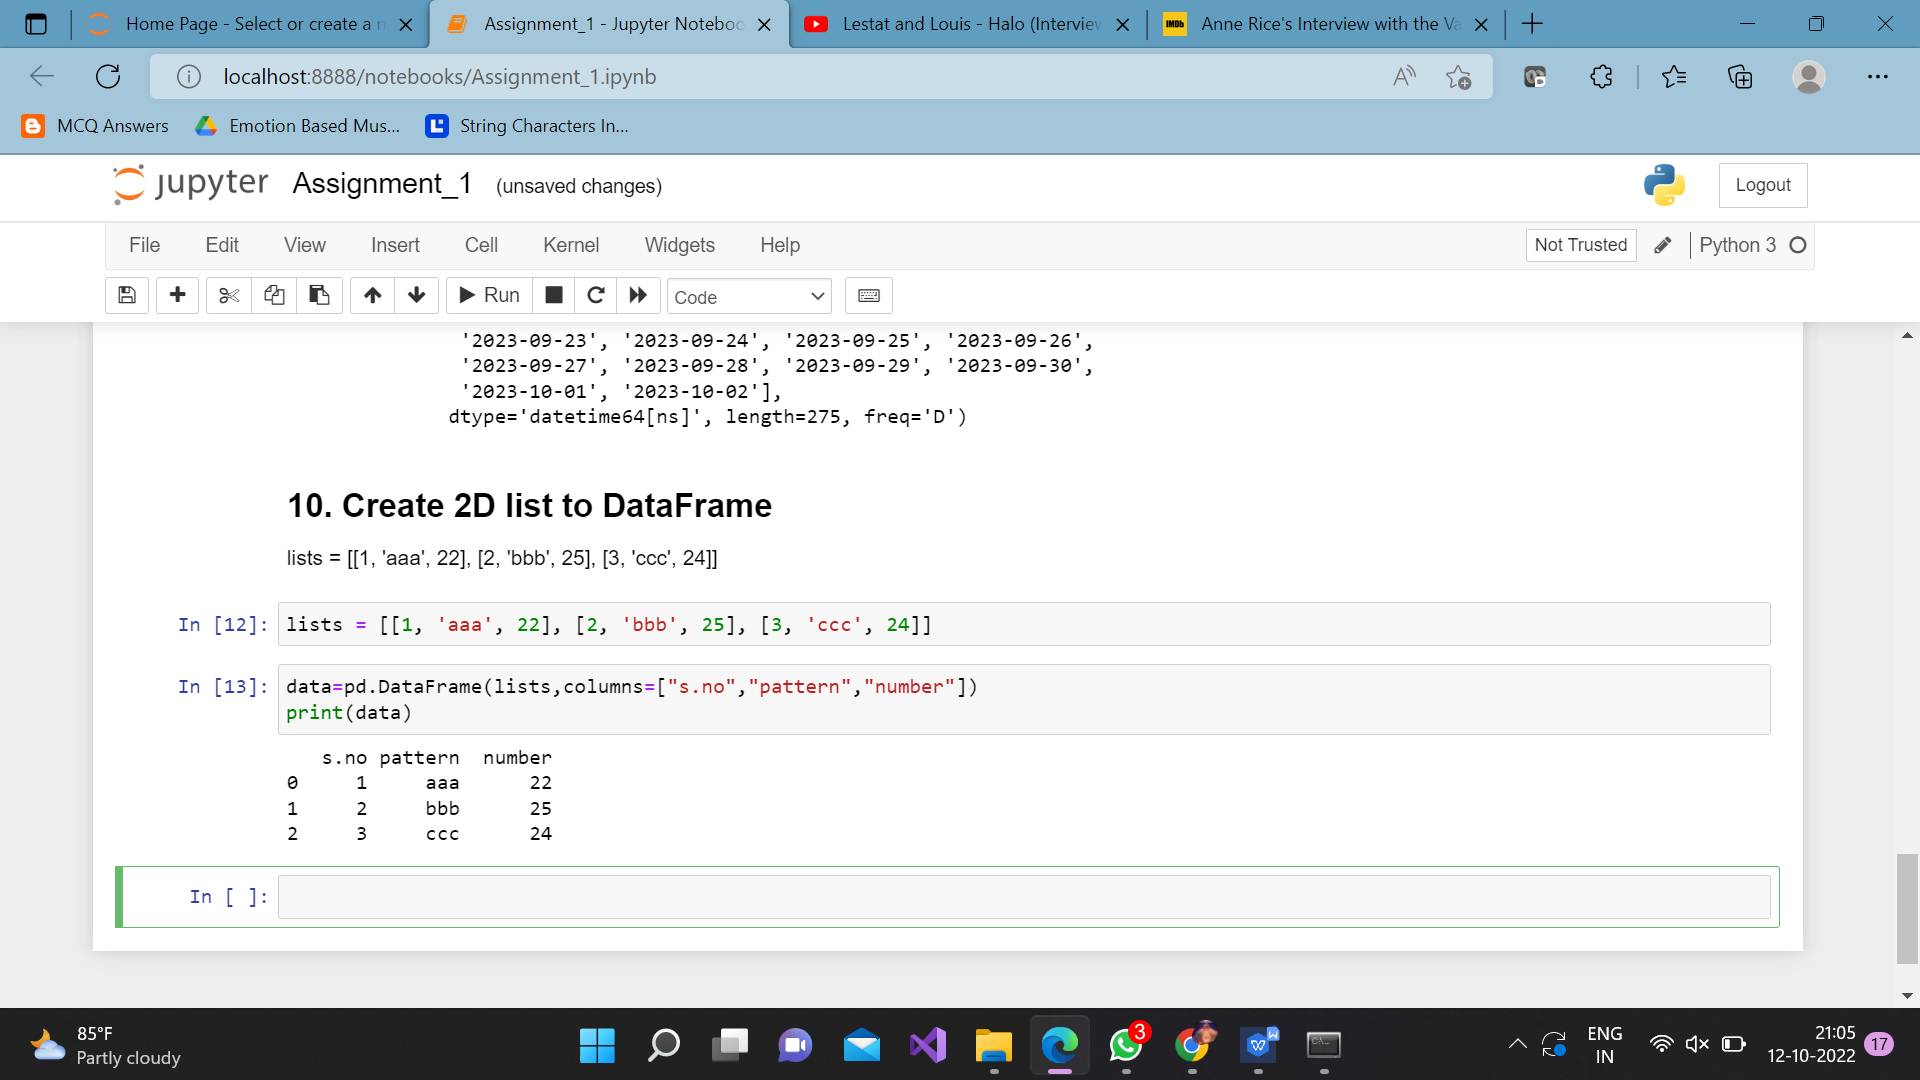 Home Page - Select or create a n
Assignment_1 - Jupyter Noteboo
Lestat and Louis - Halo (Interview
IMDb
Anne Rice's Interview with the Va
localhost:8888/notebooks/Assignment_1.ipynb
MCQ Answers
Emotion Based Mus...
String Characters In...
jupyter
Assignment_1
(unsaved changes)
Logout
File
Edit
View
Insert
Cell
Kernel
Widgets
Help
Not Trusted
Python 3
Run
Code
'2023-09-23', '2023-09-24', '2023-09-25', '2023-09-26',
'2023-09-27', '2023-09-28', '2023-09-29', '2023-09-30',
'2023-10-01', '2023-10-02'],
dtype='datetime64[ns]', length=275, freq='D')
10. Create 2D list to DataFrame
lists = [[1, 'aaa', 22], [2, 'bbb', 25], [3, 'ccc', 24]]
In [12]: lists = [[1, 'aaa', 22], [2, 'bbb', 25], [3, 'ccc', 24]]
In [13]: data=pd.DataFrame(lists,columns=["s.no","pattern","number"])
print(data)
s.no pattern number
0 1 aaa 22
1 2 bbb 25
2 3 ccc 24
In [ ]:
85°F
Partly cloudy
3
ENG
IN
21:05
12-10-2022
17